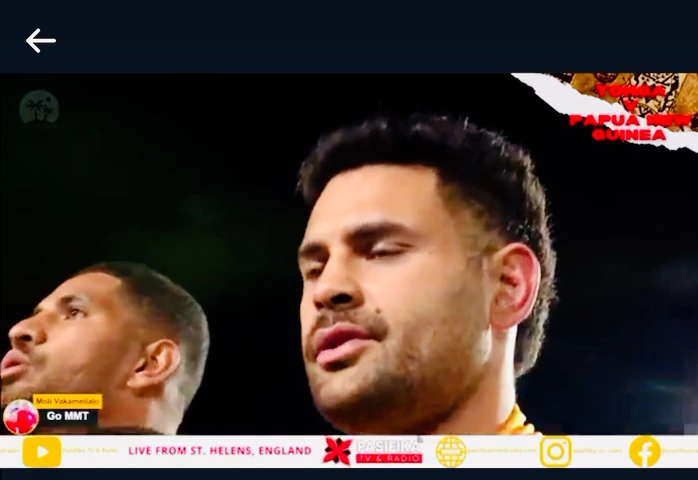 TONGA
V
PAPUA NEW
GUINEA
Moli Vakameilalo
Go MMT
LIVE FROM ST. HELENS, ENGLAND
PASIFIKA
TV & RADIO